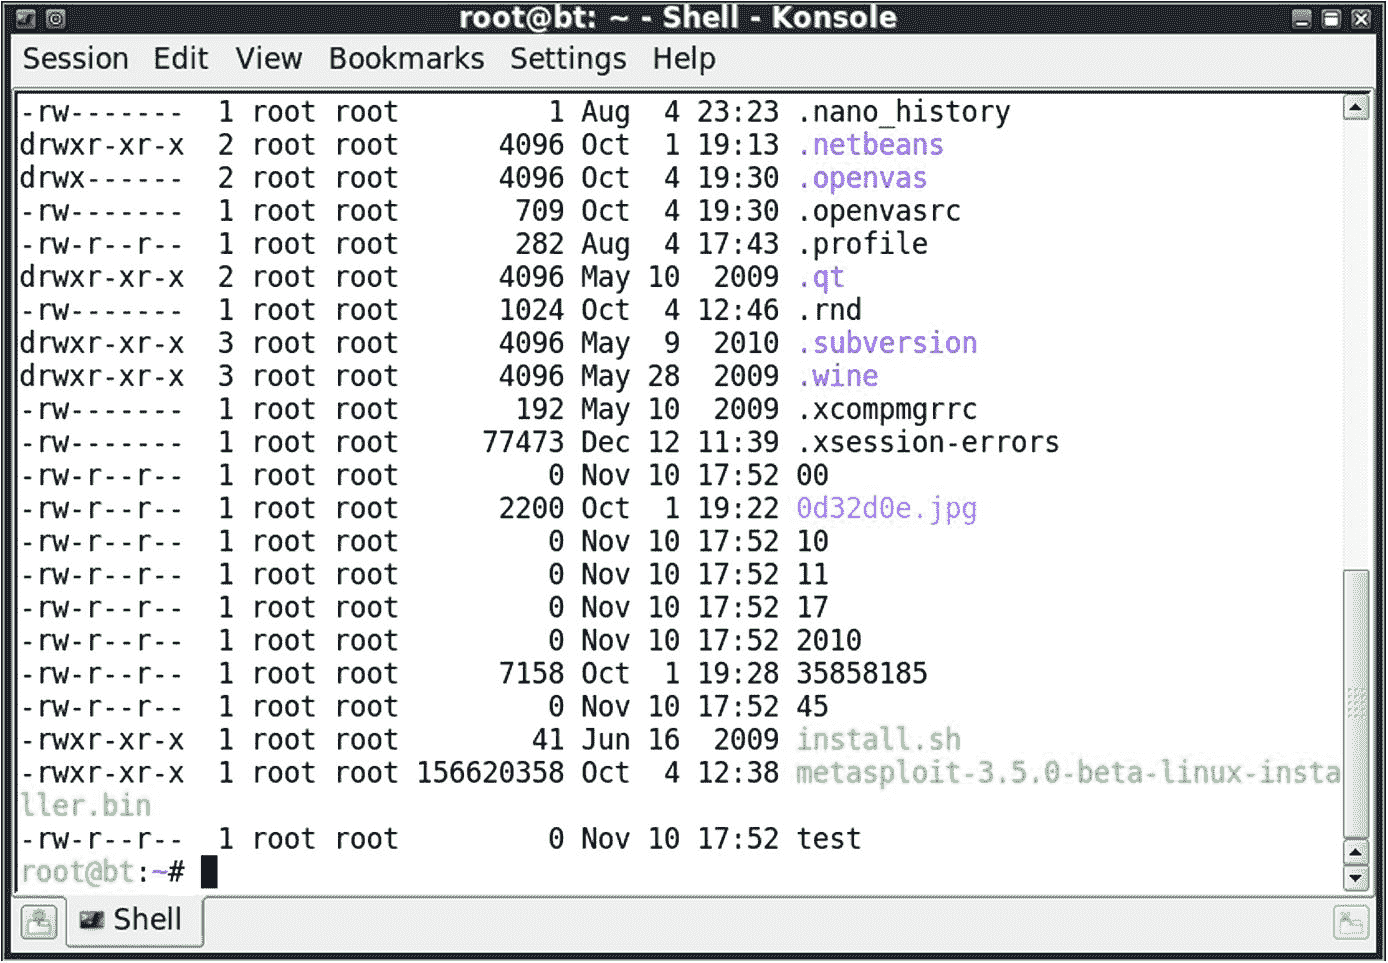 root@bt: ~ - Shell - Konsole
Session Edit View Bookmarks Settings Help
-rw------- 1 root root 1 Aug 4 23:23 .nano_history
drwxr-xr-x 2 root root 4096 Oct 1 19:13 .netbeans
drwx------ 2 root root 4096 Oct 4 19:30 .openvas
-rw------- 1 root root 709 Oct 4 19:30 .openvasrc
-rw-r--r-- 1 root root 282 Aug 4 17:43 .profile
drwxr-xr-x 2 root root 4096 May 10 2009 .qt
-rw------- 1 root root 1024 Oct 4 12:46 .rnd
drwxr-xr-x 3 root root 4096 May 9 2010 .subversion
drwxr-xr-x 3 root root 4096 May 28 2009 .wine
-rw------- 1 root root 192 May 10 2009 .xcompmgrrc
-rw------- 1 root root 77473 Dec 12 11:39 .xsession-errors
-rw-r--r-- 1 root root 0 Nov 10 17:52 00
-rw-r--r-- 1 root root 2200 Oct 1 19:22 0d32d0e.jpg
-rw-r--r-- 1 root root 0 Nov 10 17:52 10
-rw-r--r-- 1 root root 0 Nov 10 17:52 11
-rw-r--r-- 1 root root 0 Nov 10 17:52 17
-rw-r--r-- 1 root root 0 Nov 10 17:52 2010
-rw-r--r-- 1 root root 7158 Oct 1 19:28 35858185
-rw-r--r-- 1 root root 0 Nov 10 17:52 45
-rwxr-xr-x 1 root root 41 Jun 16 2009 install.sh
-rwxr-xr-x 1 root root 156620358 Oct 4 12:38 metasploit-3.5.0-beta-linux-insta
ller.bin
-rw-r--r-- 1 root root 0 Nov 10 17:52 test
root@bt:~#
Shell